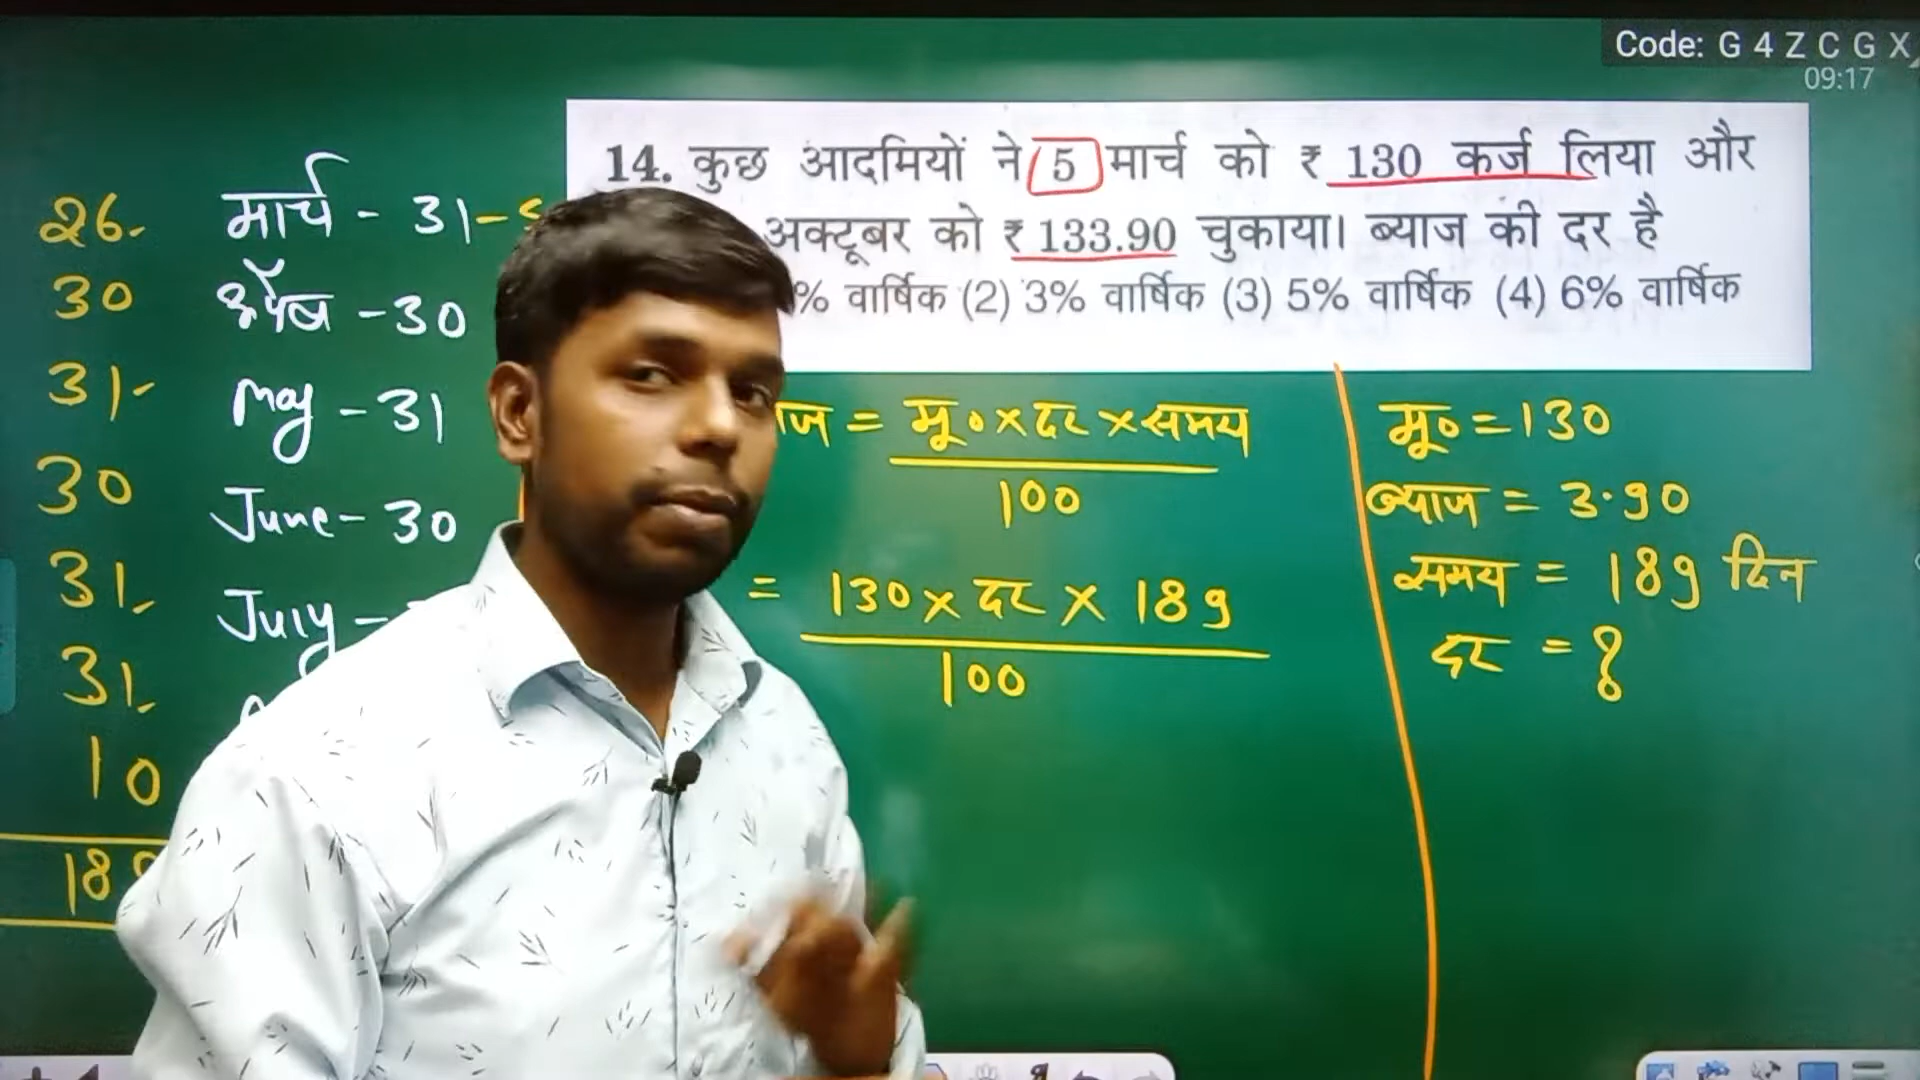 Code: G 4 Z C G X
09:17
14. कुछ आदमियों ने 5 मार्च को ₹ 130 कर्ज लिया और
अक्टूबर को ₹ 133.90 चुकाया। ब्याज की दर है
% वार्षिक (2) 3% वार्षिक (3) 5% वार्षिक (4) 6% वार्षिक
26 मार्च - 31 -
30 - 30
31 May - 31
30 June - 30
31 July -
31
10
18
ज = मू० × दर × समय
100
= 130 × दर × 189
100
मू० = 130
ब्याज = 3.90
समय = 189 दिन
दर = ?